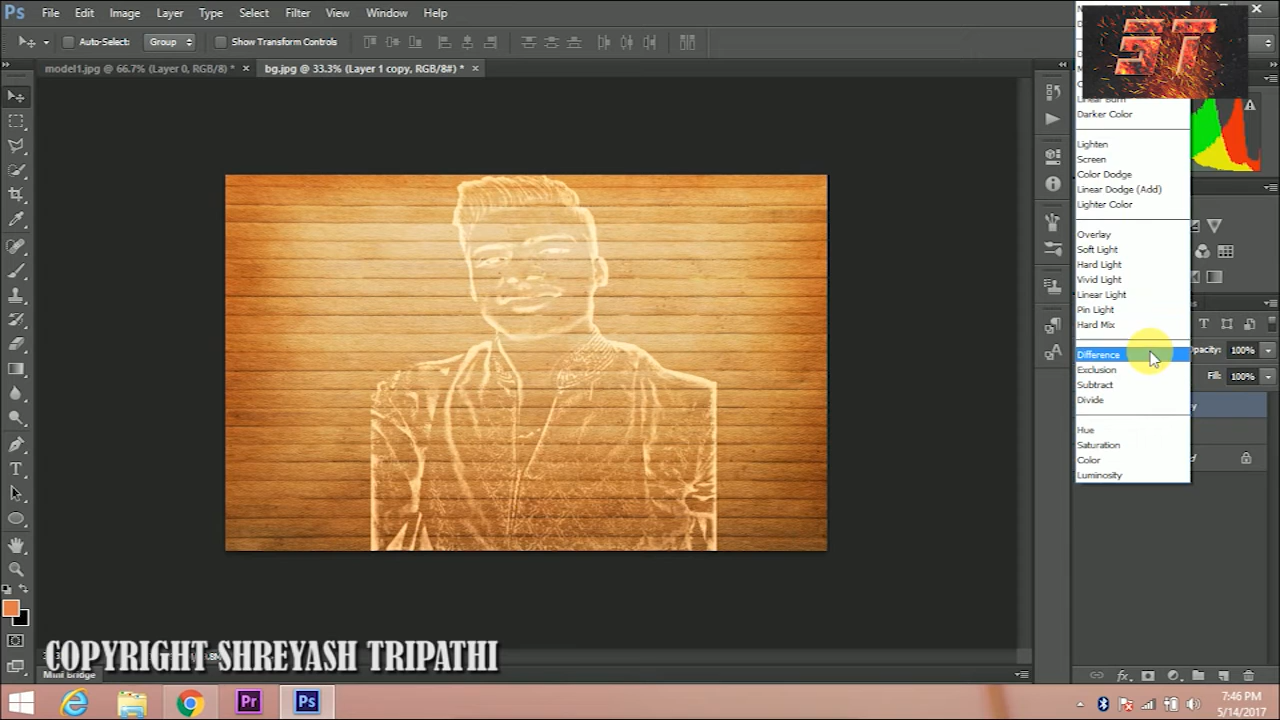 Ps File Edit Image Layer Type Select Filter View Window Help
ST
Auto-Select: Group Show Transform Controls
model1.jpg @ 66.7% (Layer 0, RGB/8) * × bg.jpg @ 33.3% (Layer 1 copy, RGB/8#) * ×
Linear Burn
Darker Color
Lighten
Screen
Color Dodge
Linear Dodge (Add)
Lighter Color
Overlay
Soft Light
Hard Light
Vivid Light
Linear Light
Pin Light
Hard Mix
Difference
Opacity: 100%
Exclusion
Fill: 100%
Subtract
Divide
Hue
Saturation
Color
Luminosity
COPYRIGHT SHREYASH TRIPATHI
Mini Bridge
Pr Ps
7:46 PM
5/14/2017